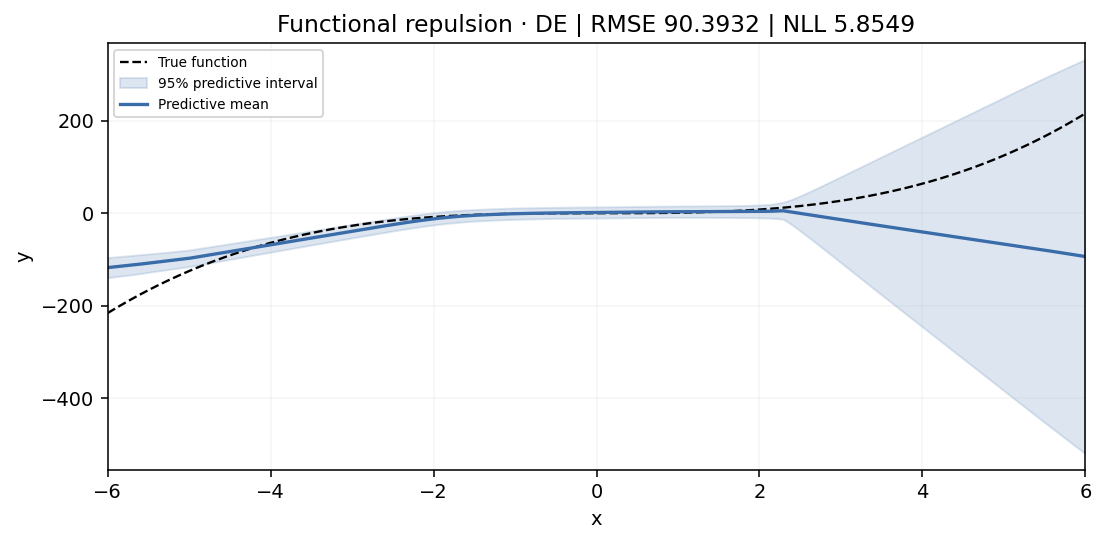 Functional repulsion · DE | RMSE 90.3932 | NLL 5.8549
True function
95% predictive interval
Predictive mean
200
0
−200
−400
y
−6 −4 −2 0 2 4 6
x